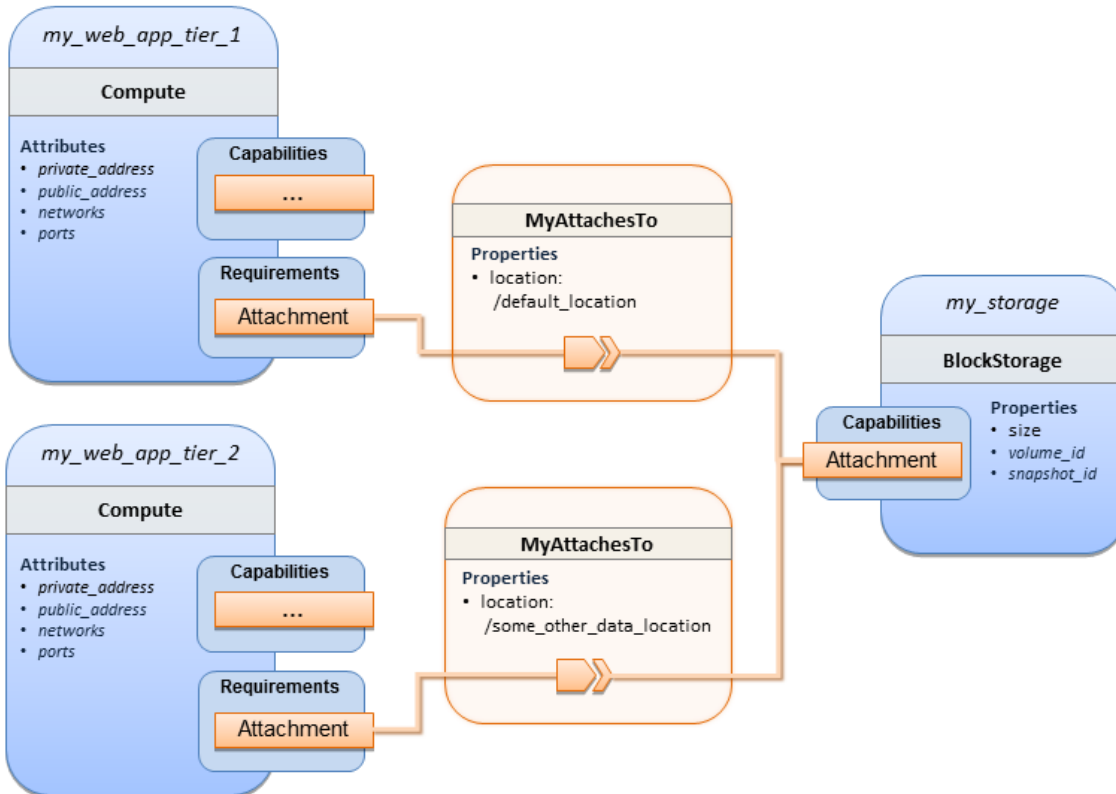 my_web_app_tier_1
Compute
Attributes
• private_address
• public_address
• networks
• ports
Capabilities
...
Requirements
Attachment
MyAttachesTo
Properties
• location:
/default_location
my_web_app_tier_2
Compute
Attributes
• private_address
• public_address
• networks
• ports
Capabilities
...
Requirements
Attachment
MyAttachesTo
Properties
• location:
/some_other_data_location
my_storage
BlockStorage
Capabilities
Attachment
Properties
• size
• volume_id
• snapshot_id